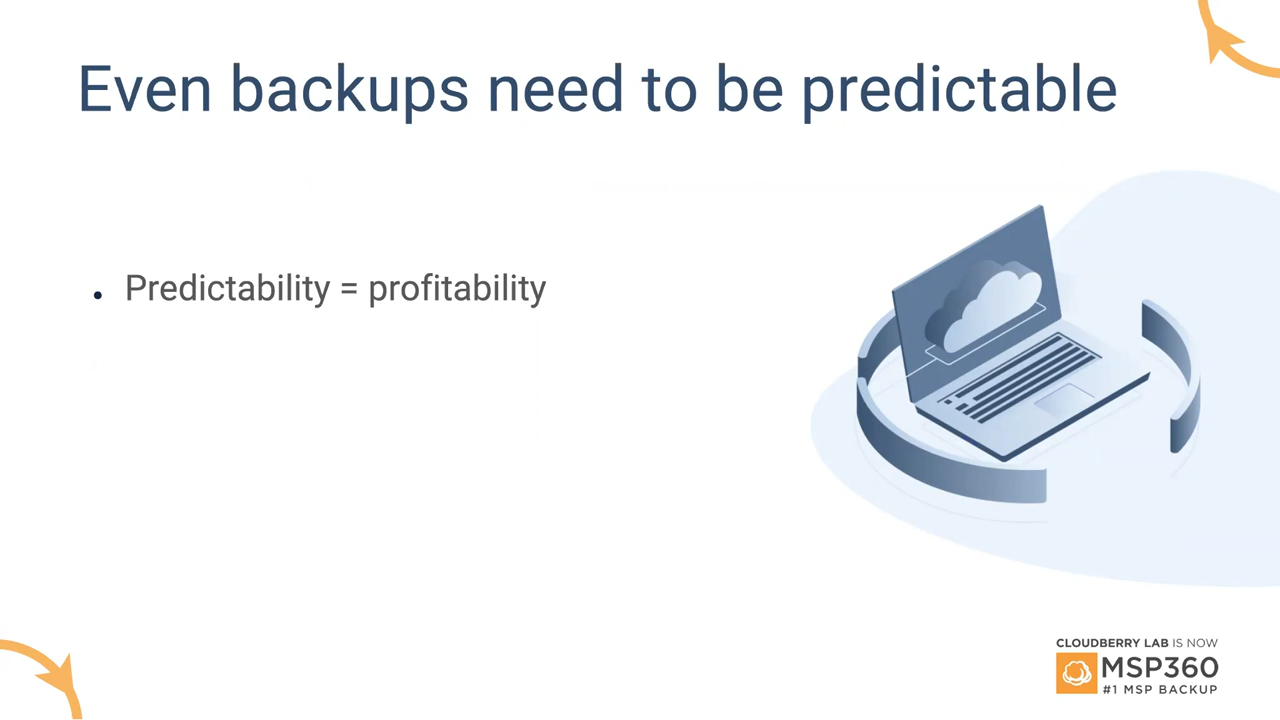 Even backups need to be predictable
• Predictability = profitability
CLOUDBERRY LAB IS NOW
MSP360
#1 MSP BACKUP